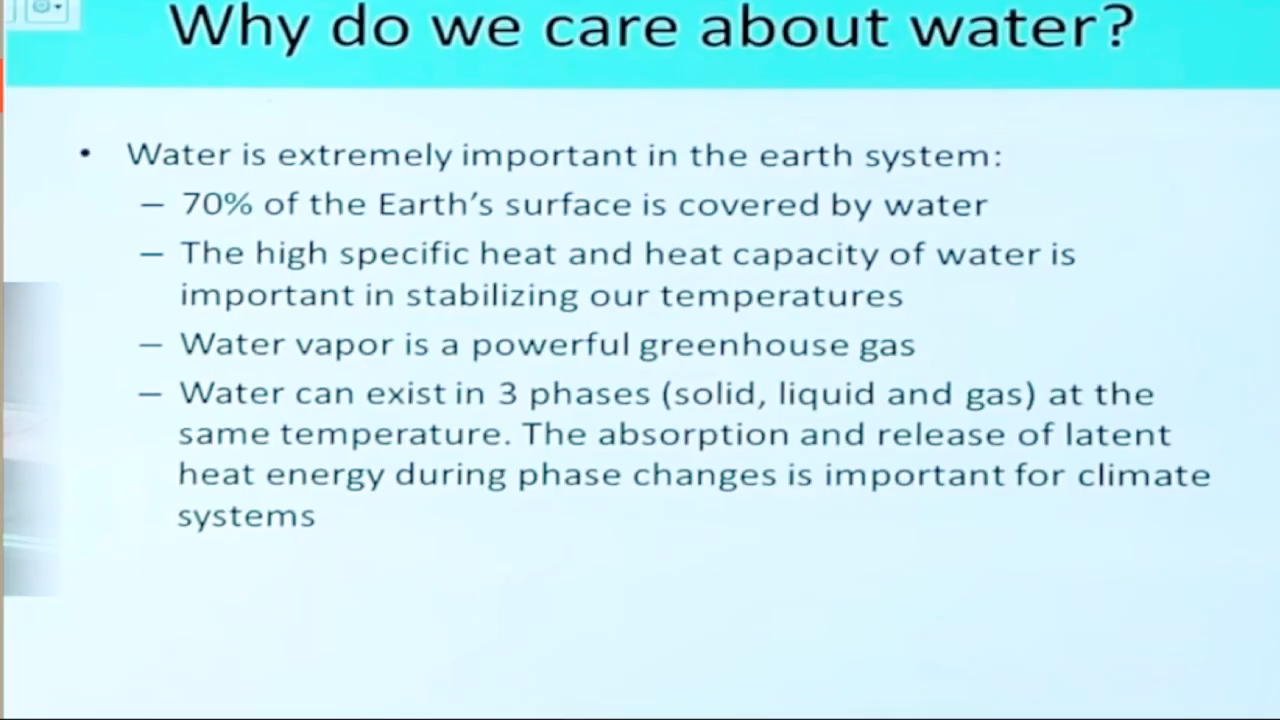 Why do we care about water?
• Water is extremely important in the earth system:
– 70% of the Earth's surface is covered by water
– The high specific heat and heat capacity of water is
important in stabilizing our temperatures
– Water vapor is a powerful greenhouse gas
– Water can exist in 3 phases (solid, liquid and gas) at the
same temperature. The absorption and release of latent
heat energy during phase changes is important for climate
systems